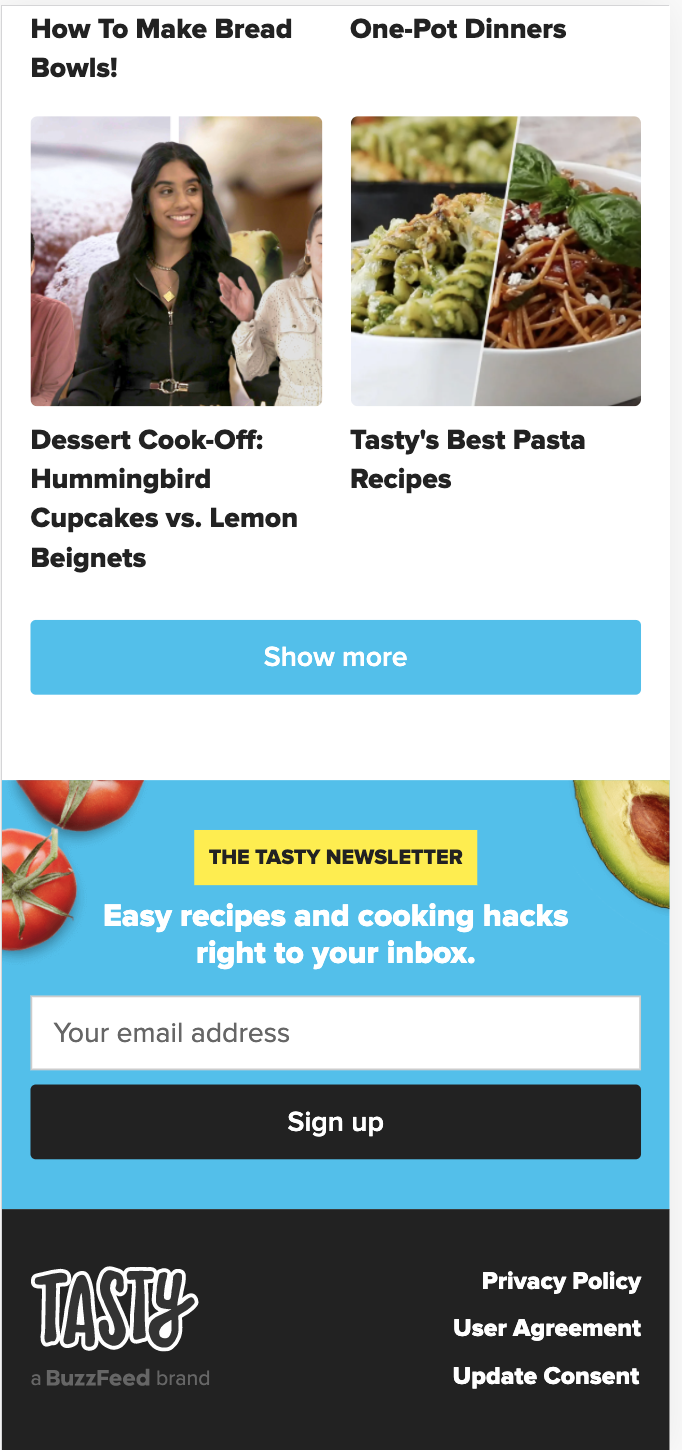 How To Make Bread
Bowls!
One-Pot Dinners
Dessert Cook-Off:
Hummingbird
Cupcakes vs. Lemon
Beignets
Tasty's Best Pasta
Recipes
Show more
THE TASTY NEWSLETTER
Easy recipes and cooking hacks
right to your inbox.
Your email address
Sign up
TASTY
a BuzzFeed brand
Privacy Policy
User Agreement
Update Consent